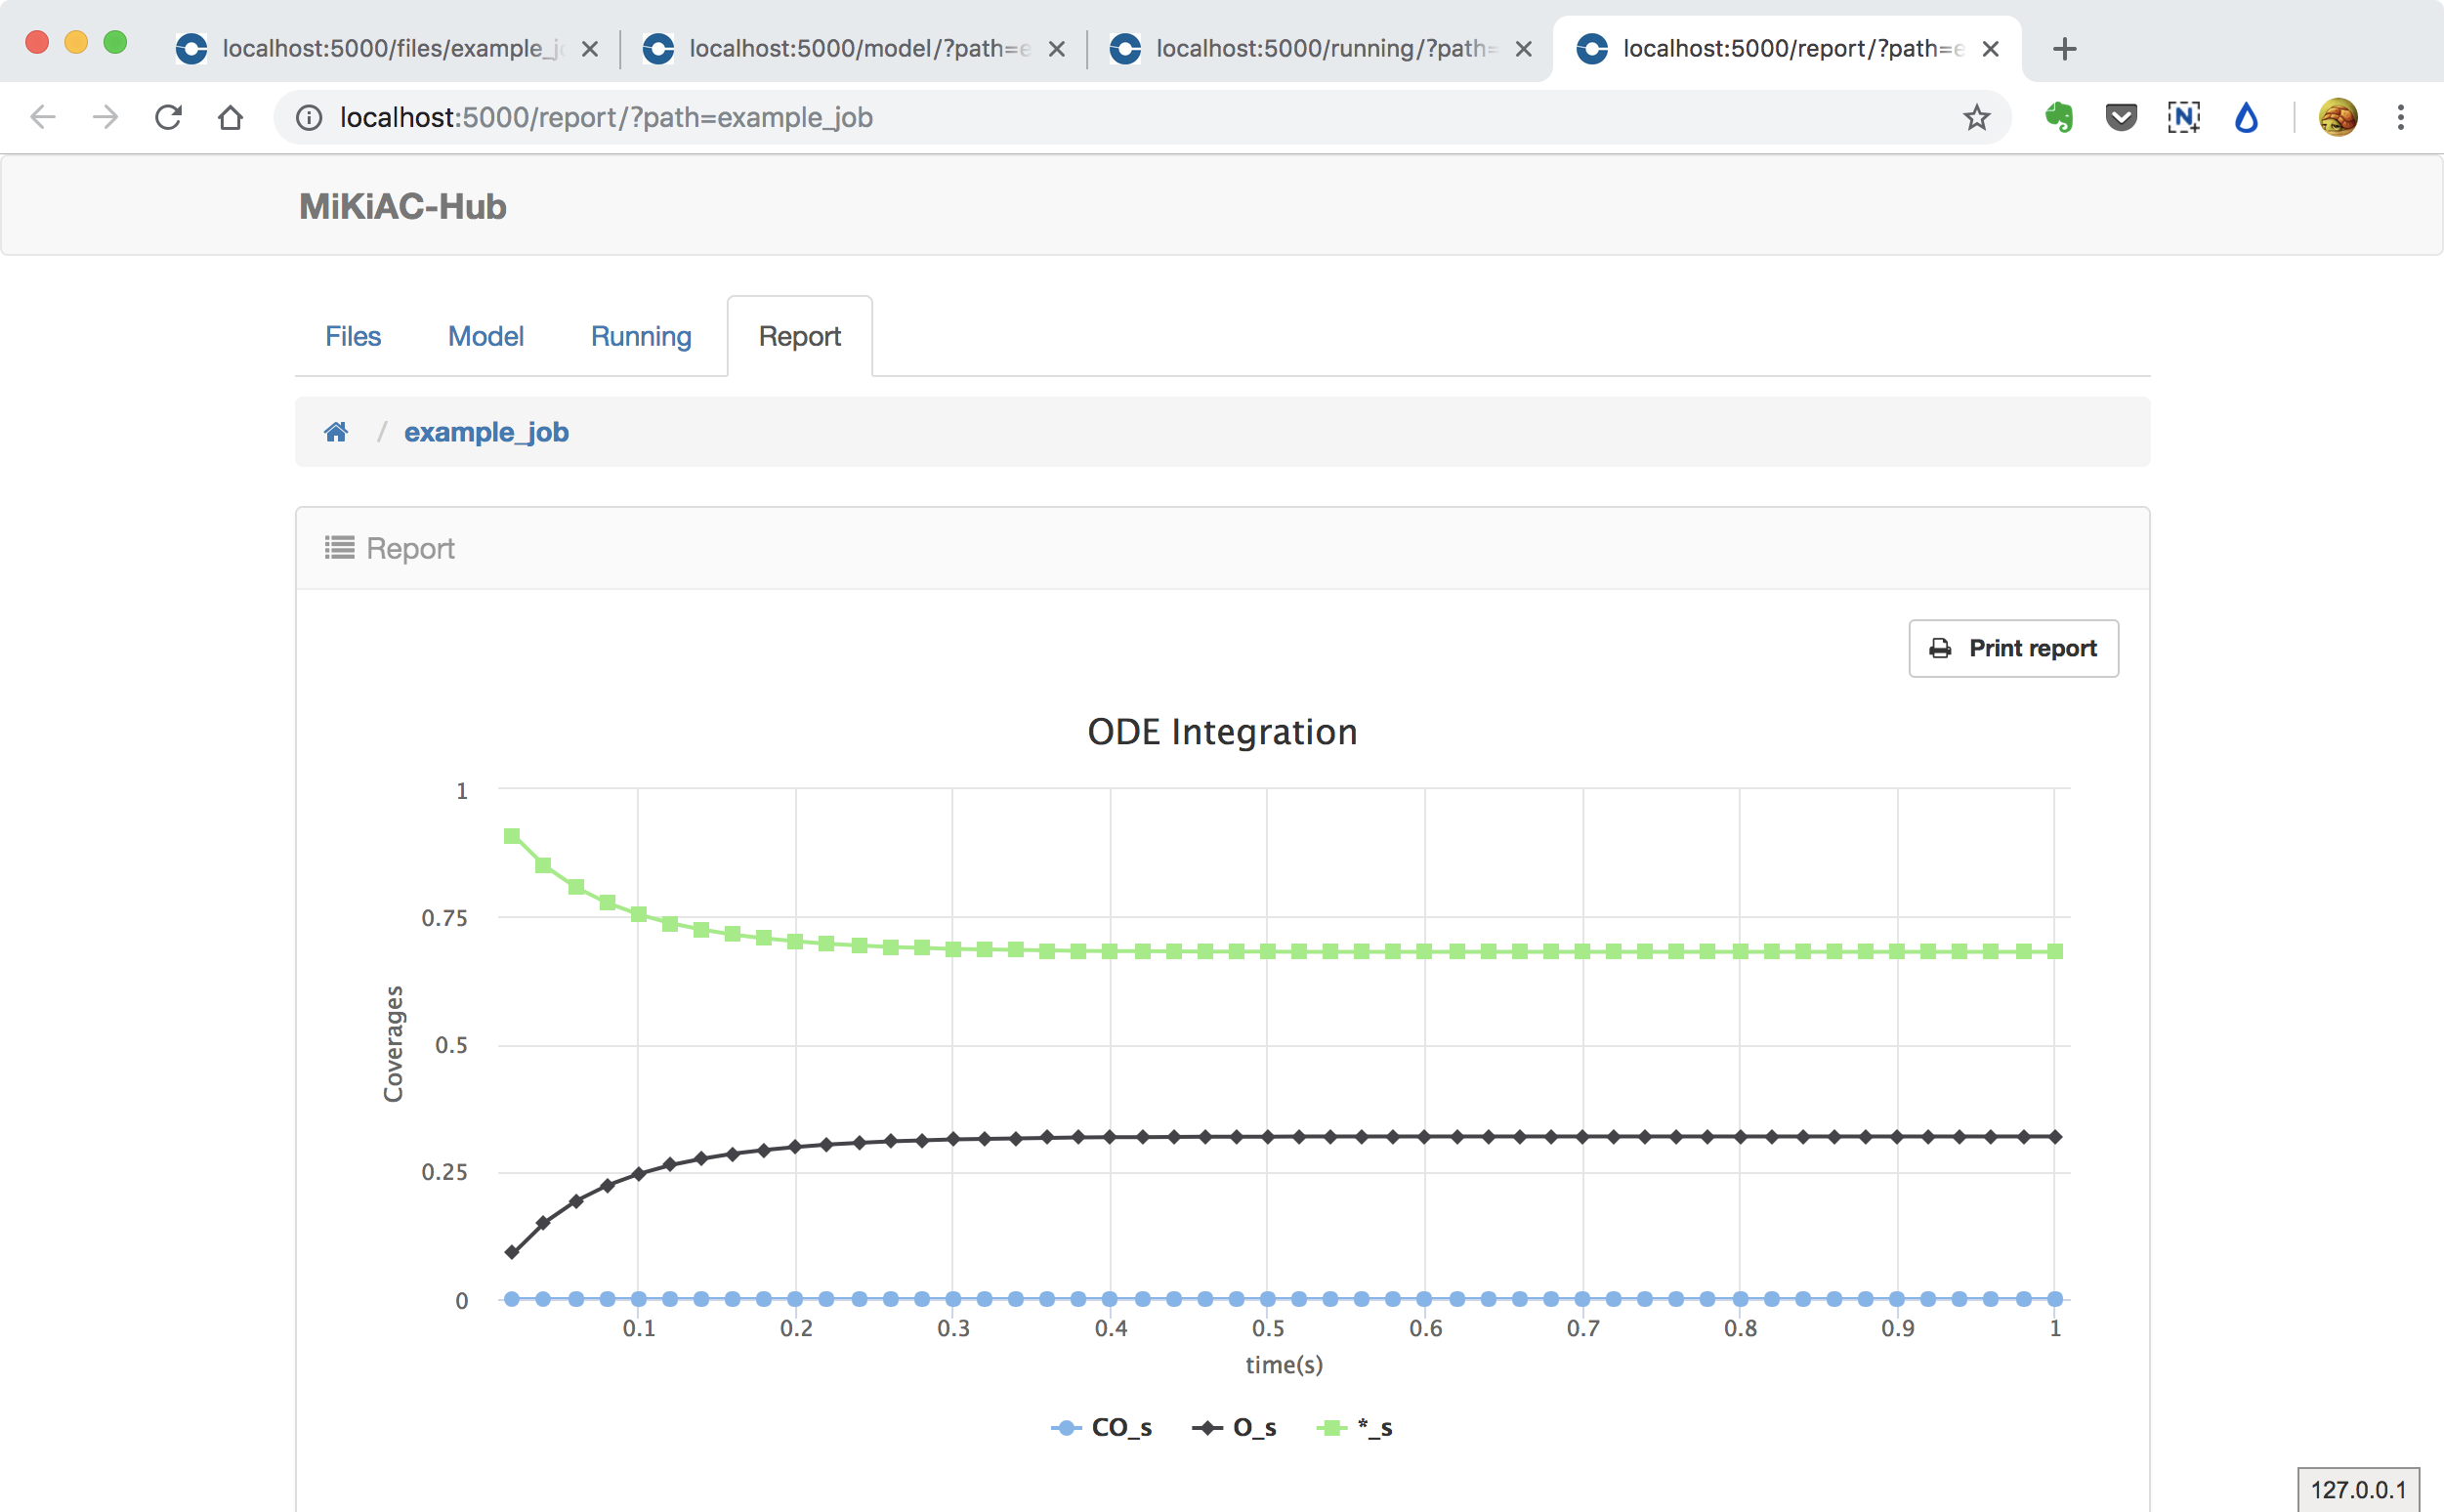 localhost:5000/files/example_j
localhost:5000/model/?path=e
localhost:5000/running/?path=
localhost:5000/report/?path=e
localhost:5000/report/?path=example_job
MiKiAC-Hub
Files
Model
Running
Report
/ example_job
Report
Print report
ODE Integration
1
0.75
0.5
0.25
0
Coverages
0.1 0.2 0.3 0.4 0.5 0.6 0.7 0.8 0.9 1
time(s)
CO_s O_s *_s
127.0.0.1